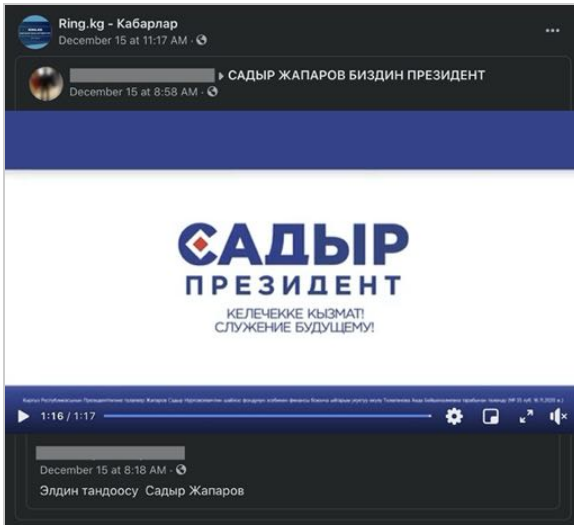 Ring.kg - Кабарлар
December 15 at 11:17 AM ·
САДЫР ЖАПАРОВ БИЗДИН ПРЕЗИДЕНТ
December 15 at 8:58 AM ·
САДЫР
ПРЕЗИДЕНТ
КЕЛЕЧЕККЕ КЫЗМАТ!
СЛУЖЕНИЕ БУДУЩЕМУ!
1:16 / 1:17
December 15 at 8:18 AM ·
Элдин тандоосу Садыр Жапаров